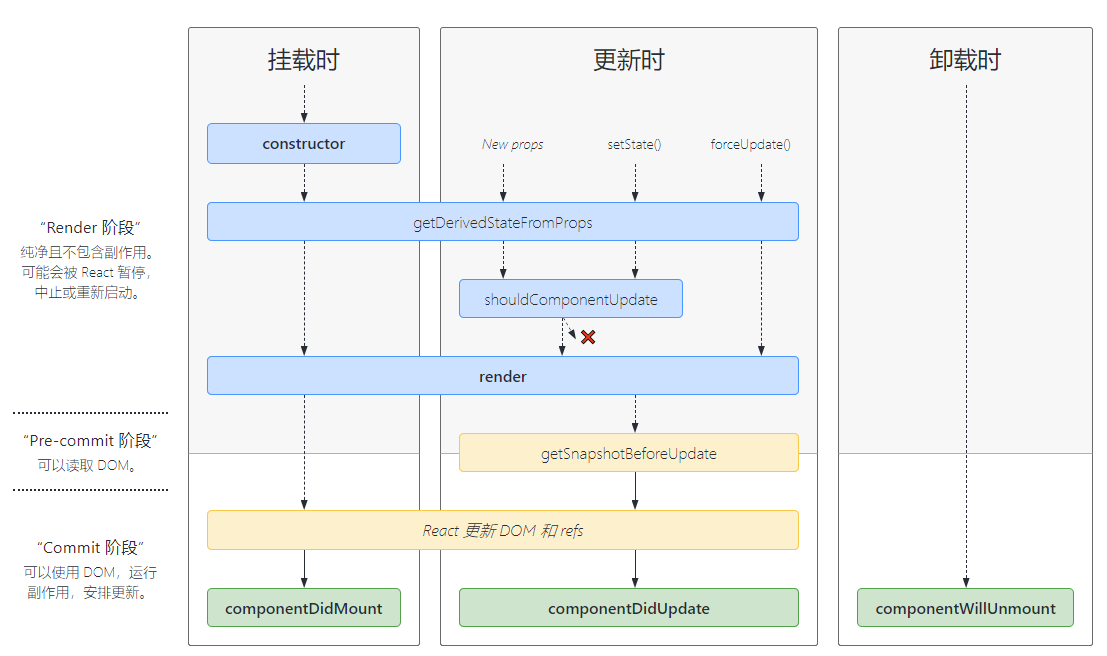 挂载时
更新时
卸载时
constructor
New props
setState()
forceUpdate()
getDerivedStateFromProps
“Render 阶段”
纯净且不包含副作用。
可能会被 React 暂停，
中止或重新启动。
shouldComponentUpdate
render
“Pre-commit 阶段”
可以读取 DOM。
getSnapshotBeforeUpdate
React 更新 DOM 和 refs
“Commit 阶段”
可以使用 DOM，运行
副作用，安排更新。
componentDidMount
componentDidUpdate
componentWillUnmount